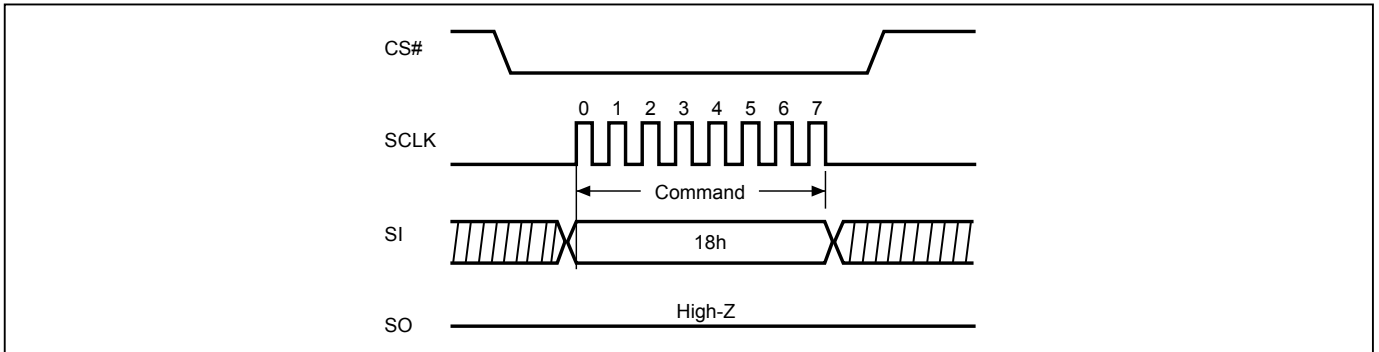 CS#
0 1 2 3 4 5 6 7
SCLK
Command
SI
18h
High-Z
SO